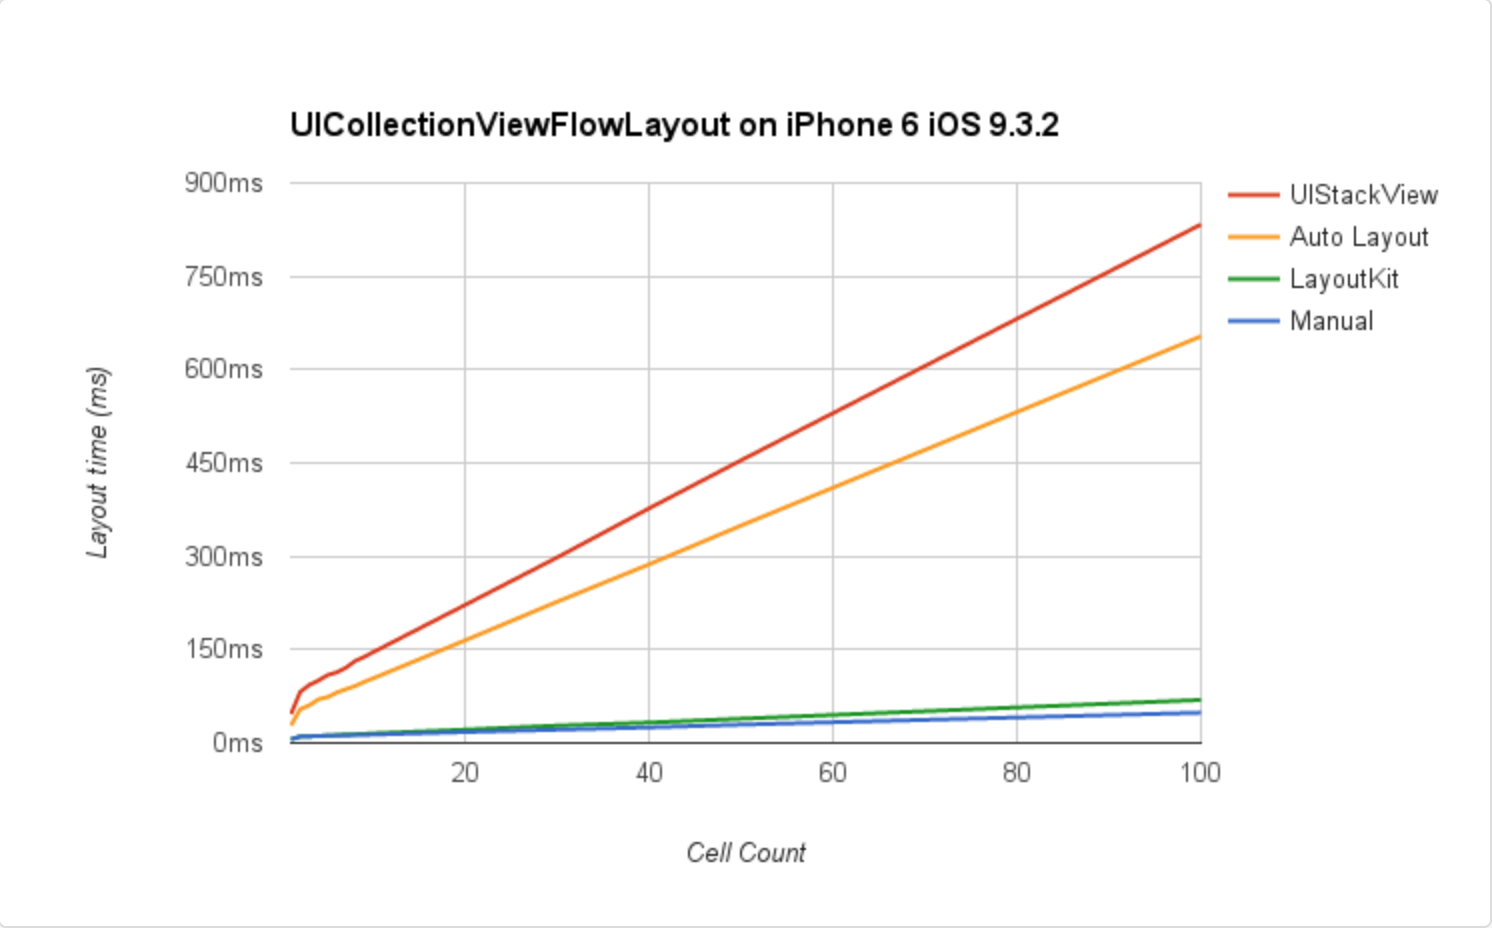 UICollectionViewFlowLayout on iPhone 6 iOS 9.3.2
900ms
750ms
600ms
450ms
300ms
150ms
0ms
Layout time (ms)
20 40 60 80 100
Cell Count
UIStackView
Auto Layout
LayoutKit
Manual